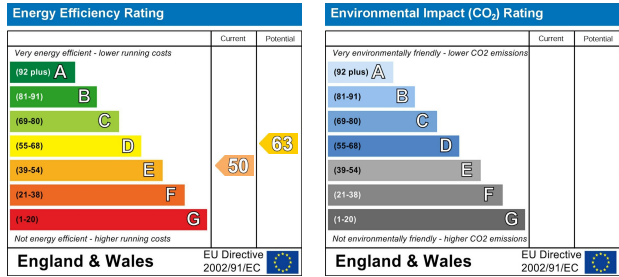 Energy Efficiency Rating
Current Potential
Very energy efficient - lower running costs
(92 plus) A
(81-91) B
(69-80) C
(55-68) D
63
(39-54) E
50
(21-38) F
(1-20) G
Not energy efficient - higher running costs
England & Wales
EU Directive
2002/91/EC
Environmental Impact (CO2) Rating
Current Potential
Very environmentally friendly - lower CO2 emissions
(92 plus) A
(81-91) B
(69-80) C
(55-68) D
(39-54) E
(21-38) F
(1-20) G
Not environmentally friendly - higher CO2 emissions
England & Wales
EU Directive
2002/91/EC